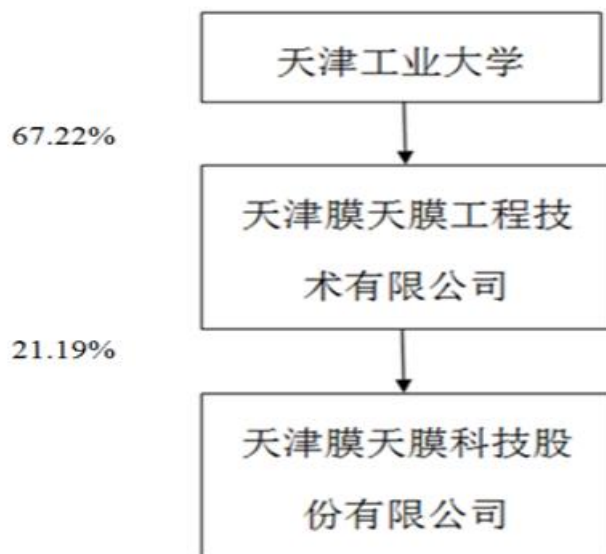 天津工业大学
67.22%
天津膜天膜工程技
术有限公司
21.19%
天津膜天膜科技股
份有限公司